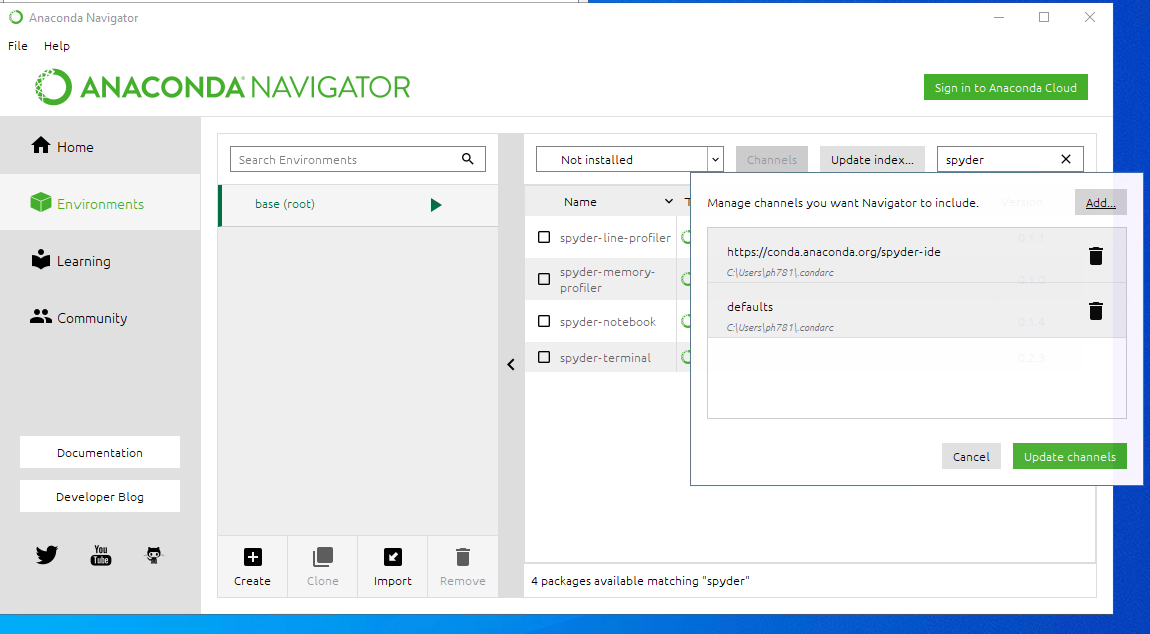 Anaconda Navigator
File Help
ANACONDA NAVIGATOR
Sign in to Anaconda Cloud
Home
Environments
Learning
Community
Documentation
Developer Blog
You
Tube
Search Environments
base (root)
Create
Clone
Import
Remove
Not installed
Channels
Update index...
spyder
Name
T
Version
spyder-line-profiler
0.1.1
spyder-memory-
profiler
0.1.0
spyder-notebook
0.1.4
spyder-terminal
0.2.3
Manage channels you want Navigator to include.
Add...
https://conda.anaconda.org/spyder-ide
C:\Users\ph781\.condarc
defaults
C:\Users\ph781\.condarc
Cancel
Update channels
4 packages available matching "spyder"